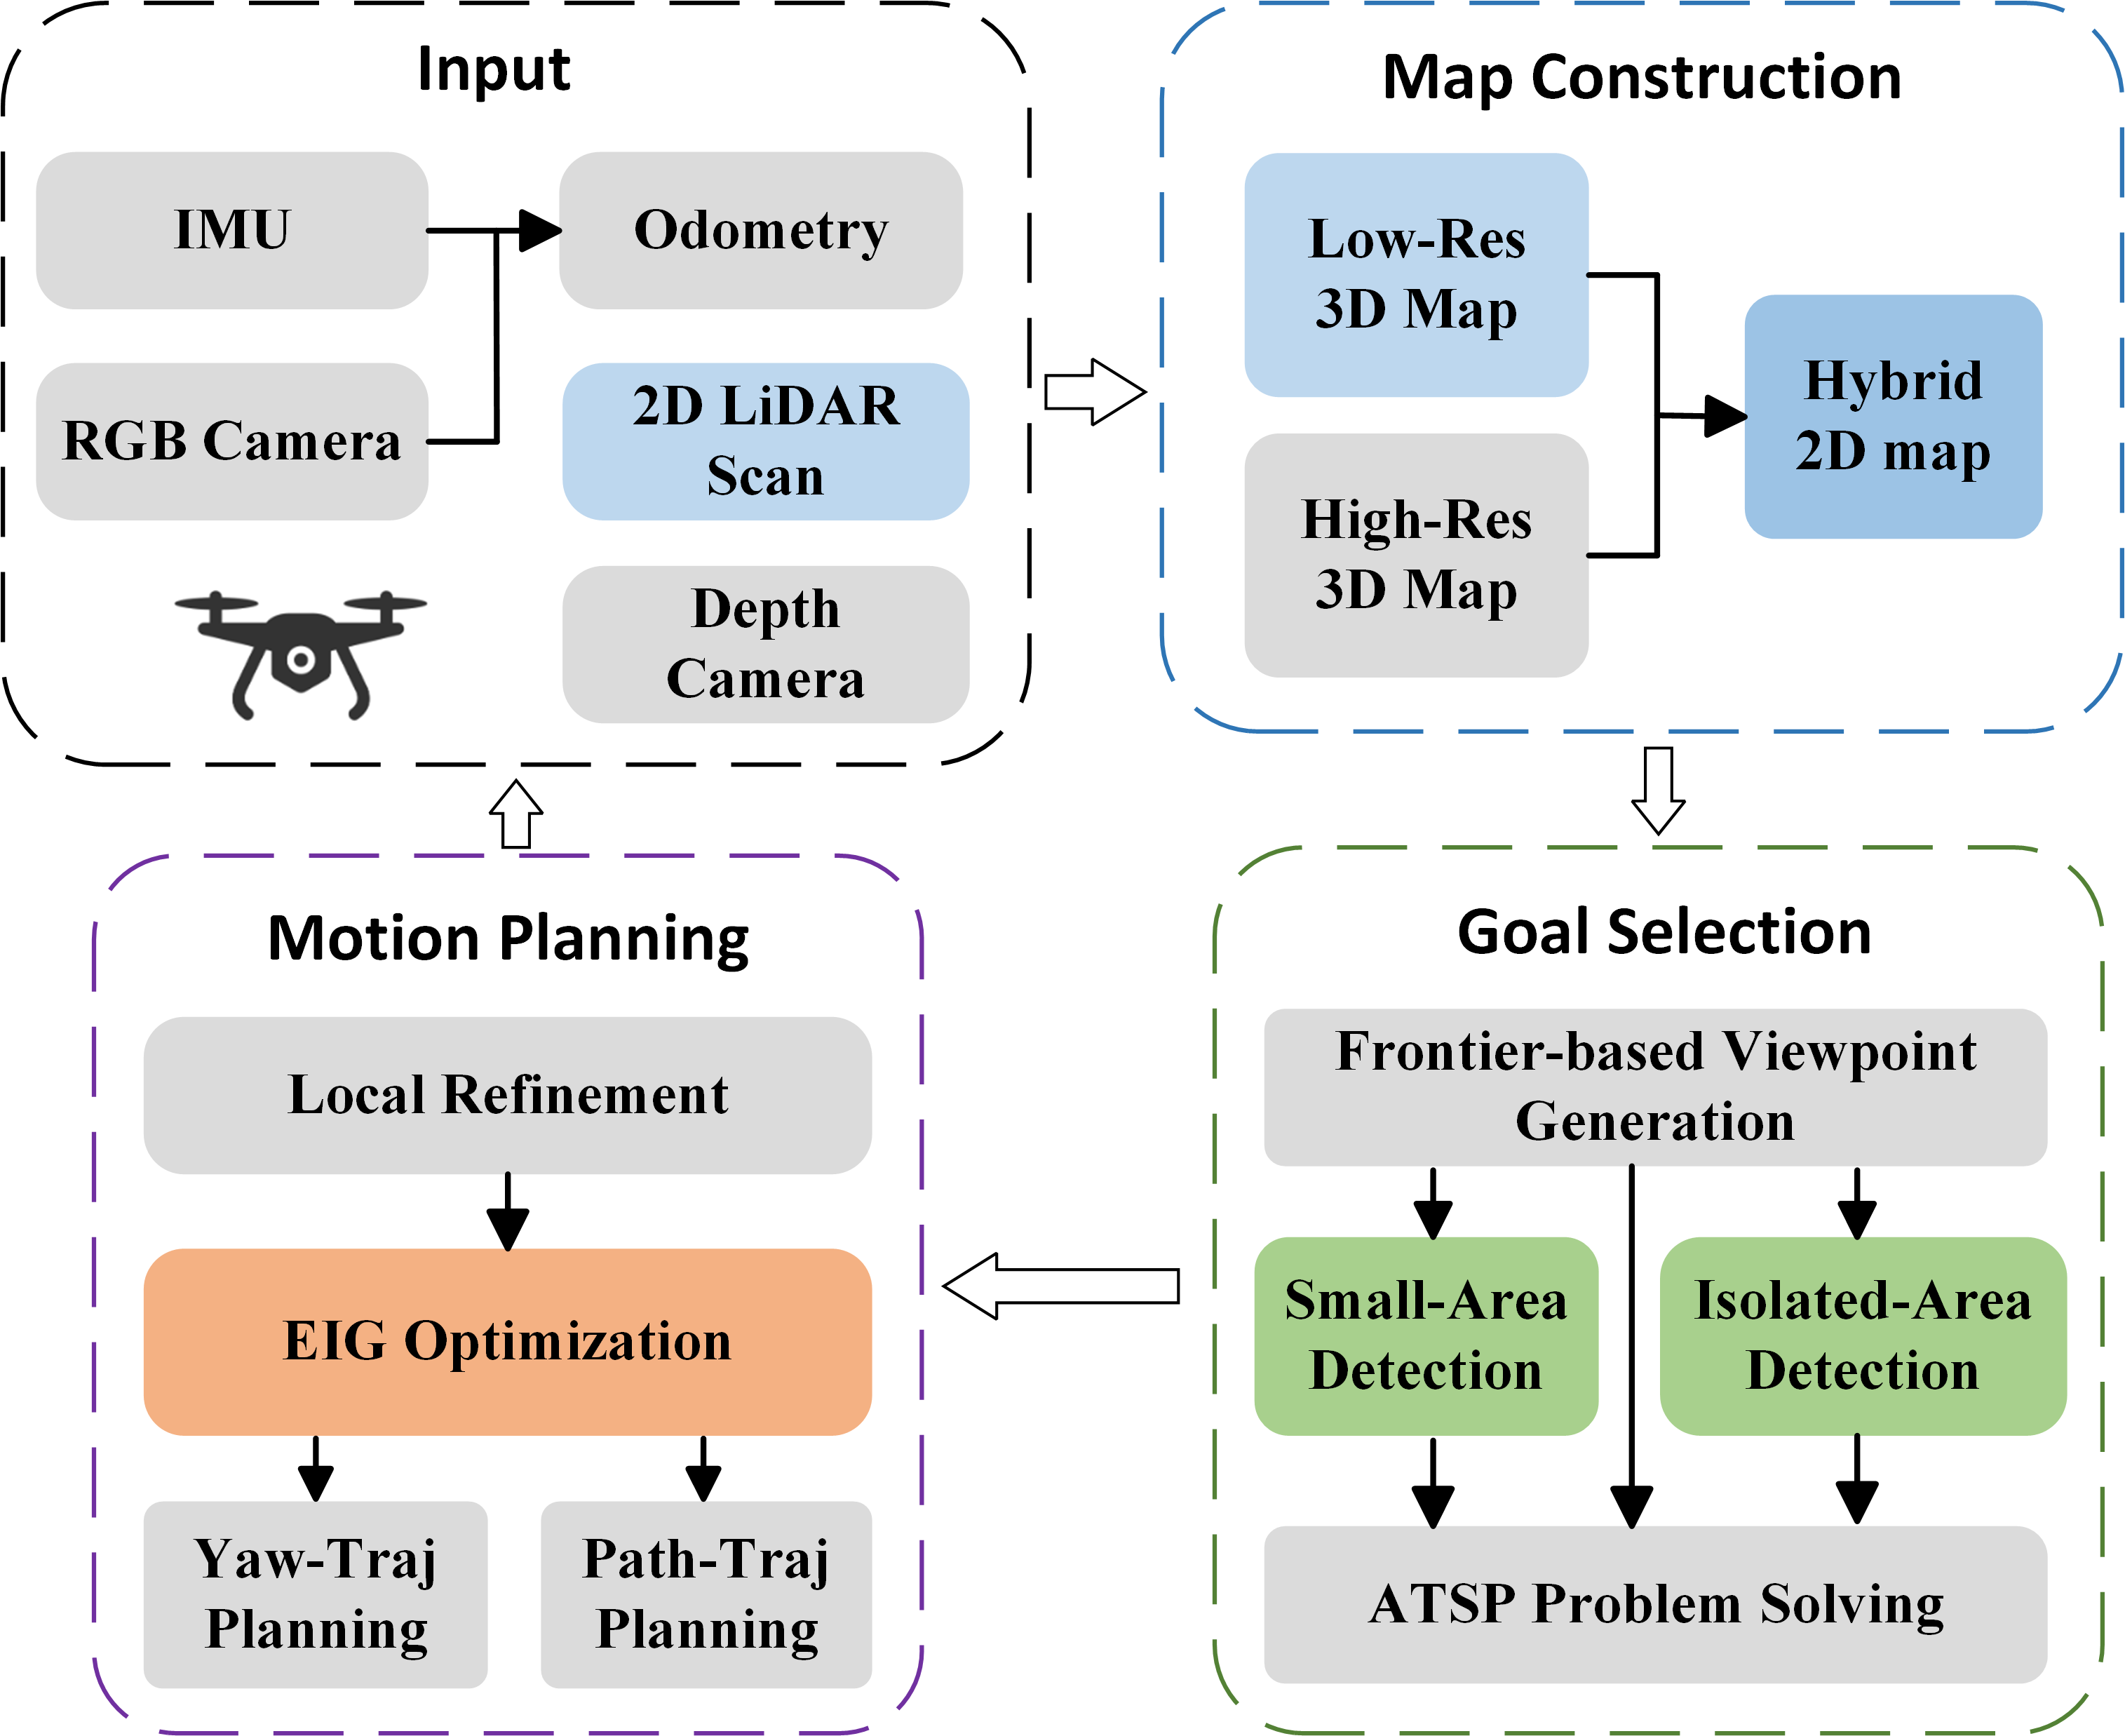 Input
IMU
Odometry
RGB Camera
2D LiDAR
Scan
Depth
Camera
Map Construction
Low-Res
3D Map
High-Res
3D Map
Hybrid
2D map
Goal Selection
Frontier-based Viewpoint
Generation
Small-Area
Detection
Isolated-Area
Detection
ATSP Problem Solving
Motion Planning
Local Refinement
EIG Optimization
Yaw-Traj
Planning
Path-Traj
Planning